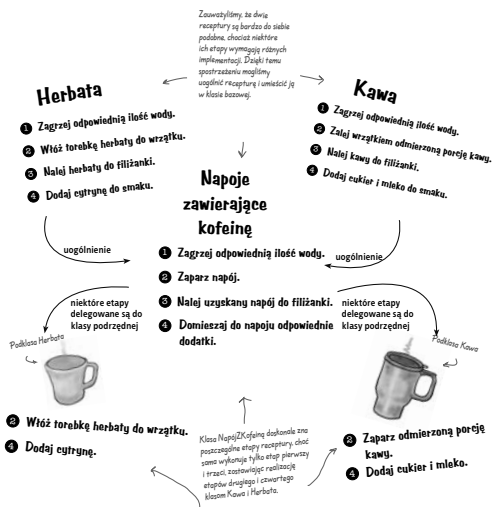 Zauważyliśmy, że dwie
receptury są bardzo do siebie
podobne, chociaż niektóre
ich etapy wymagają różnych
implementacji. Dzięki temu
spostrzeżeniu mogliśmy
uogólnić recepturę i umieścić ją
w klasie bazowej.
Herbata
1 Zagrzej odpowiednią ilość wody.
2 Włóż torebkę herbaty do wrzątku.
3 Nalej herbaty do filiżanki.
4 Dodaj cytrynę do smaku.
Kawa
1 Zagrzej odpowiednią ilość wody.
2 Zalej wrzątkiem odmierzoną porcję kawy.
3 Nalej kawy do filiżanki.
4 Dodaj cukier i mleko do smaku.
Napoje
zawierające
kofeinę
1 Zagrzej odpowiednią ilość wody.
2 Zaparz napój.
3 Nalej uzyskany napój do filiżanki.
4 Domieszaj do napoju odpowiednie
dodatki.
uogólnienie
uogólnienie
niektóre etapy
delegowane są do
klasy podrzędnej
niektóre etapy
delegowane są do
klasy podrzędnej
Podklasa Herbata
Podklasa Kawa
2 Włóż torebkę herbaty do wrzątku.
4 Dodaj cytrynę.
Klasa NapójZKofeiną doskonale zna
poszczególne etapy receptury, choć
sama wykonuje tylko etap pierwszy
i trzeci, zostawiając realizację
etapów drugiego i czwartego
klasom Kawa i Herbata.
2 Zaparz odmierzoną porcję
kawy.
4 Dodaj cukier i mleko.